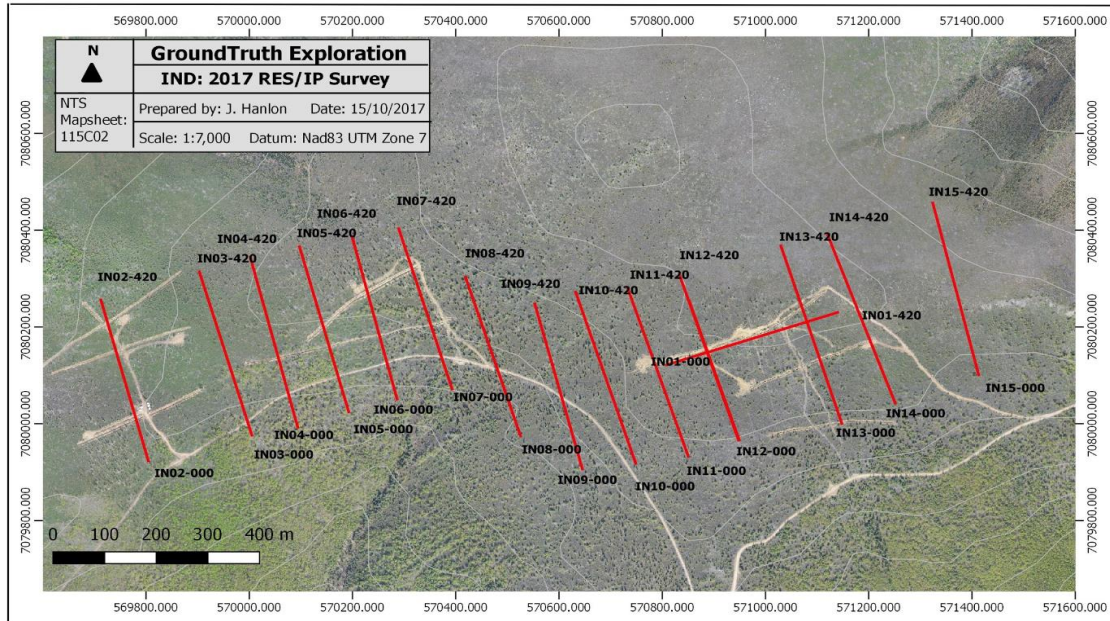 569800.000 570000.000 570200.000 570400.000 570600.000 570800.000 571000.000 571200.000 571400.000 571600.000
N
GroundTruth Exploration
IND: 2017 RES/IP Survey
NTS
Mapsheet:
115C02
Prepared by: J. Hanlon Date: 15/10/2017
Scale: 1:7,000 Datum: Nad83 UTM Zone 7
7080600.000 7080600.000
7080400.000 7080400.000
7080200.000 7080200.000
7080000.000 7080000.000
7079800.000 7079800.000
IN02-420
IN03-420
IN04-420
IN05-420
IN06-420
IN07-420
IN08-420
IN09-420
IN10-420
IN11-420
IN12-420
IN13-420
IN14-420
IN15-420
IN01-420
IN01-000
IN02-000
IN03-000
IN04-000
IN05-000
IN06-000
IN07-000
IN08-000
IN09-000
IN10-000
IN11-000
IN12-000
IN13-000
IN14-000
IN15-000
0 100 200 300 400 m
569800.000 570000.000 570200.000 570400.000 570600.000 570800.000 571000.000 571200.000 571400.000 571600.000